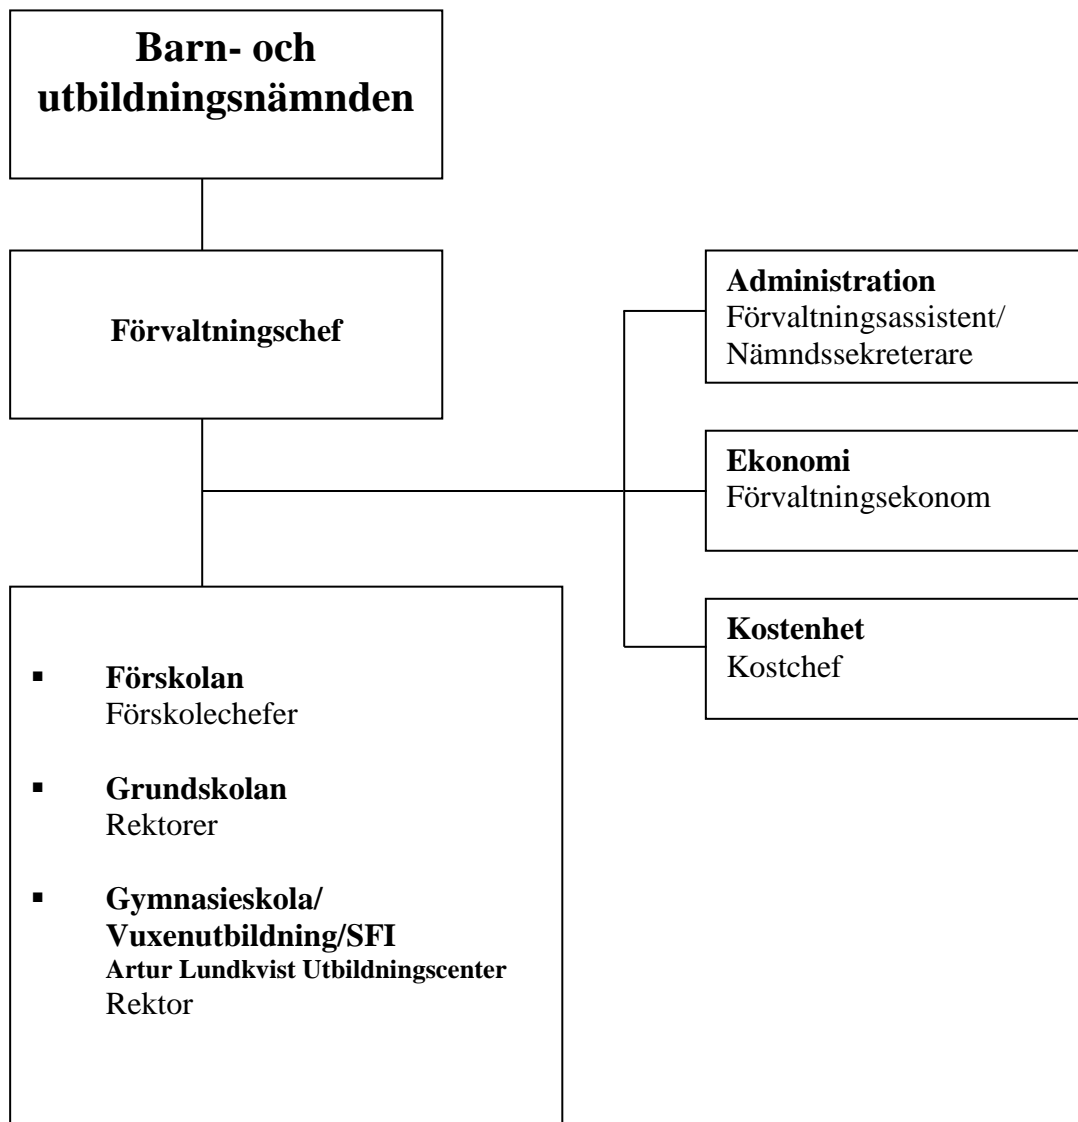 Barn- och
utbildningsnämnden
Förvaltningschef
Administration
Förvaltningsassistent/
Nämndssekreterare
Ekonomi
Förvaltningsekonom
Kostenhet
Kostchef
▪ Förskolan
Förskolechefer
▪ Grundskolan
Rektorer
▪ Gymnasieskola/
Vuxenutbildning/SFI
Artur Lundkvist Utbildningscenter
Rektor